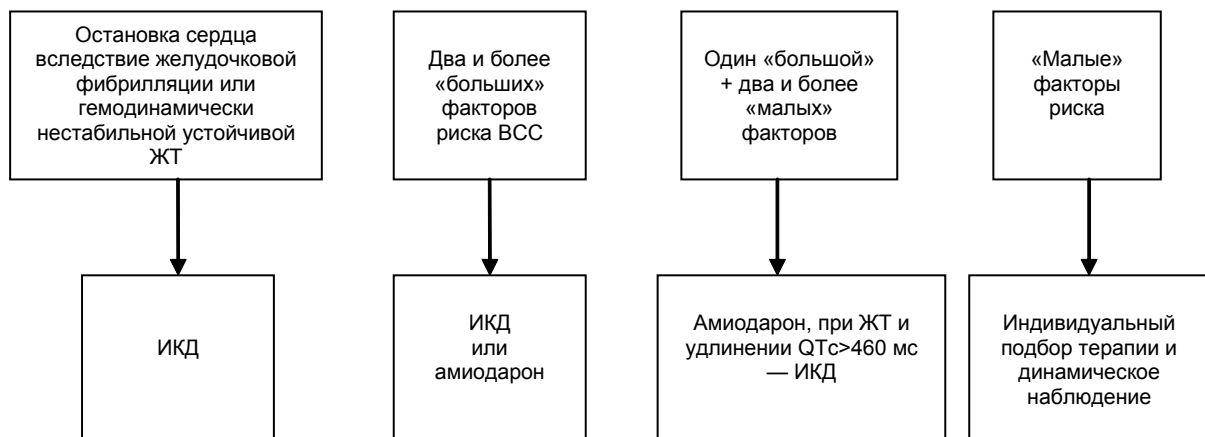 Остановка сердца
вследствие желудочковой
фибрилляции или
гемодинамически
нестабильной устойчивой
ЖТ
Два и более
«больших»
факторов
риска ВСС
Один «большой»
+ два и более
«малых»
факторов
«Малые»
факторы
риска
ИКД
ИКД
или
амиодарон
Амиодарон, при ЖТ и
удлинении QTc>460 мс
— ИКД
Индивидуальный
подбор терапии и
динамическое
наблюдение